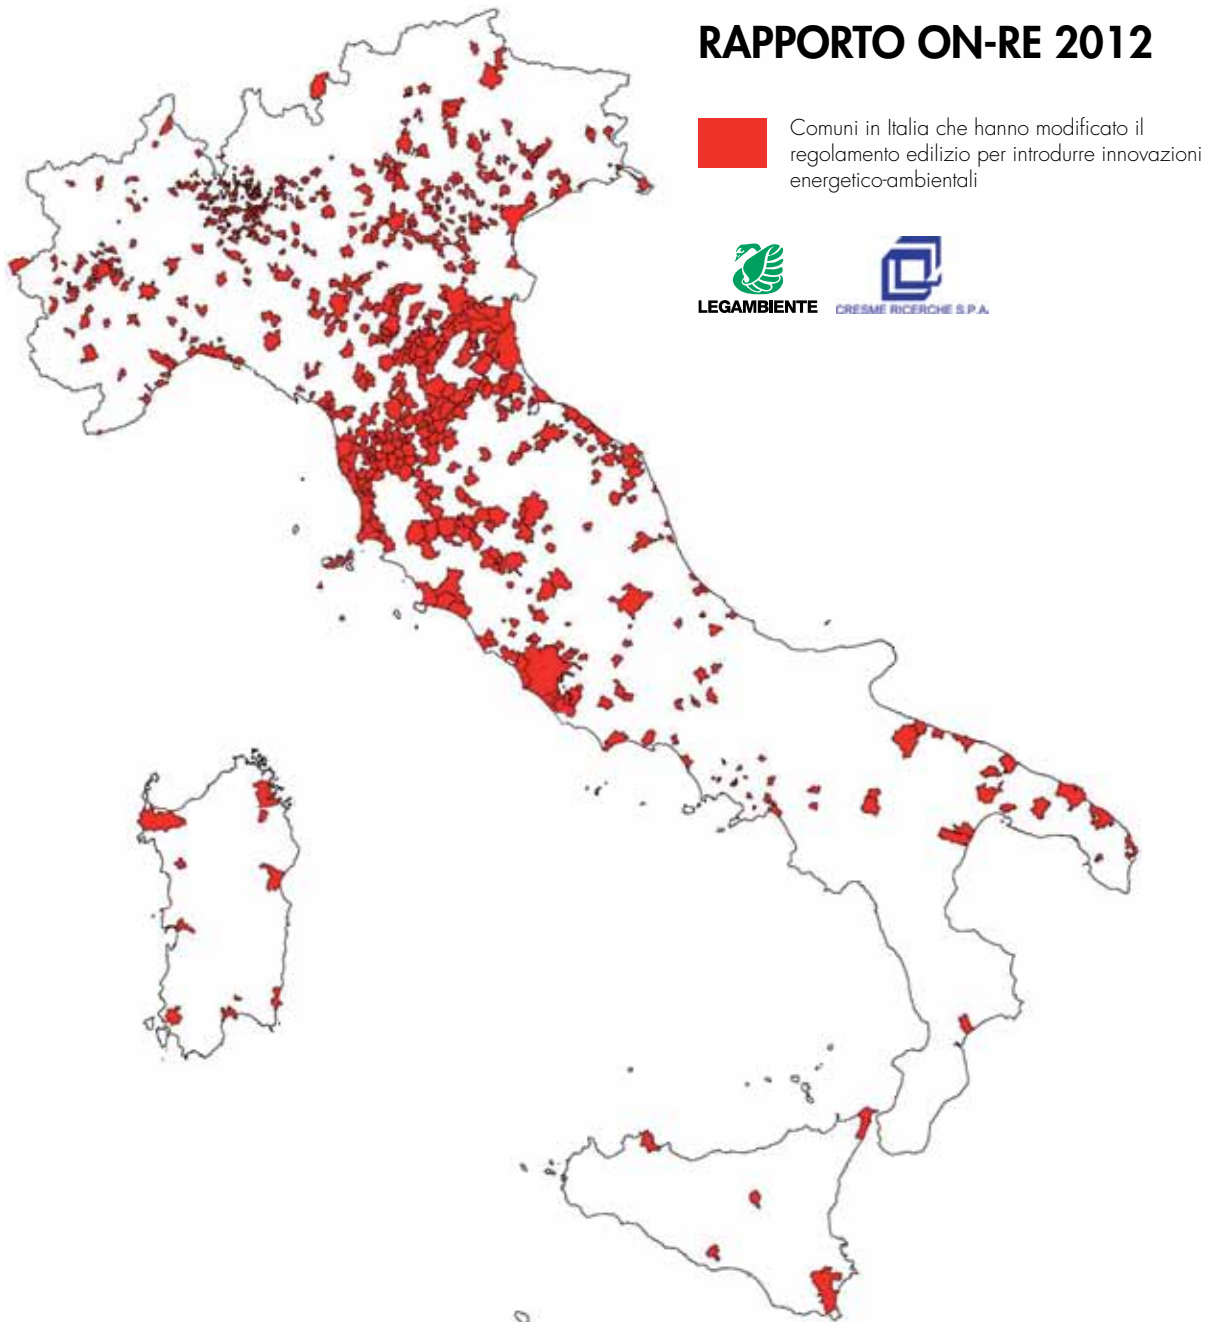 RAPPORTO ON-RE 2012
Comuni in Italia che hanno modificato il
regolamento edilizio per introdurre innovazioni
energetico-ambientali
LEGAMBIENTE
CRESME RICERCHE S.P.A.